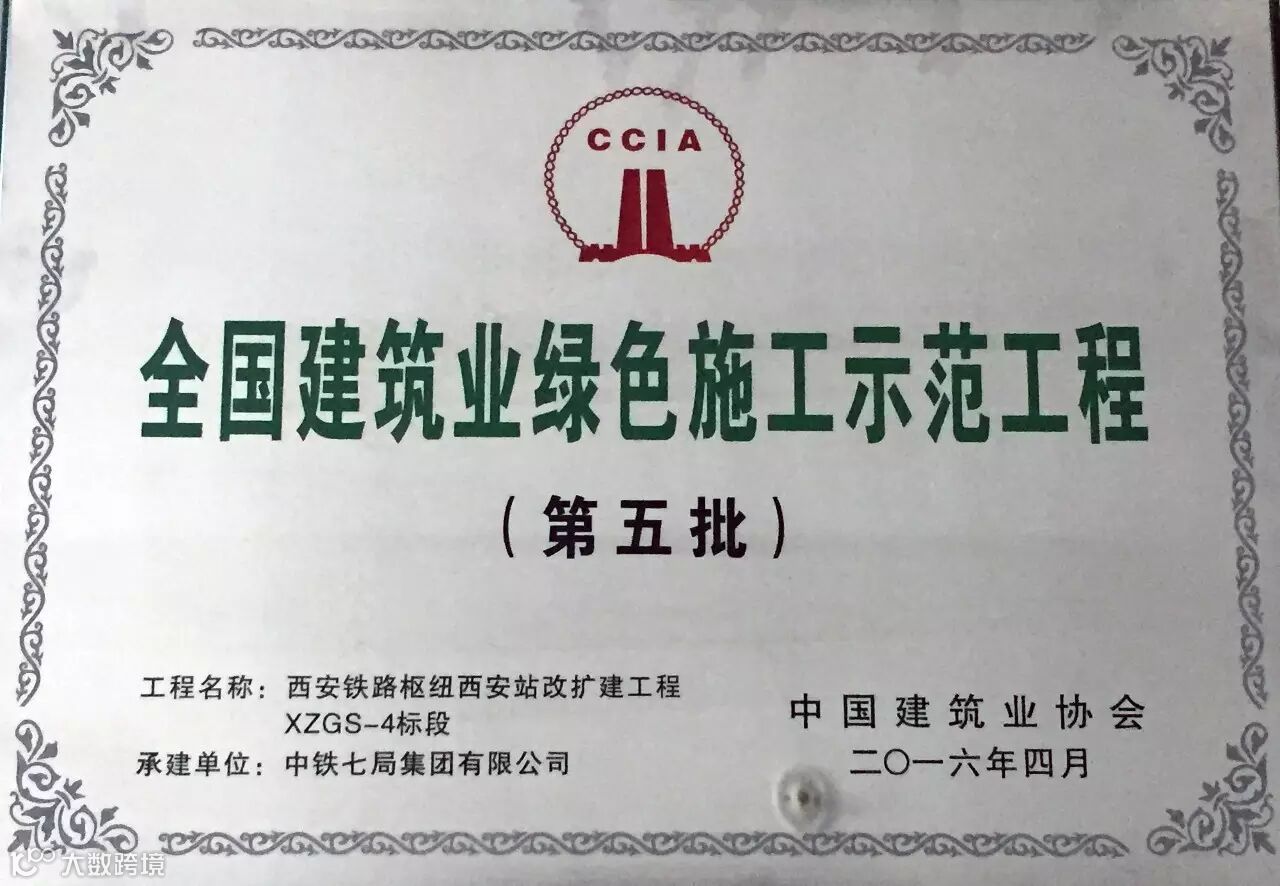 CCIA
全国建筑业绿色施工示范工程
（第五批）
工程名称：西安铁路枢纽西安站改扩建工程
XZGS-4标段
承建单位：中铁七局集团有限公司
中国建筑业协会
二〇一六年四月
大数跨境